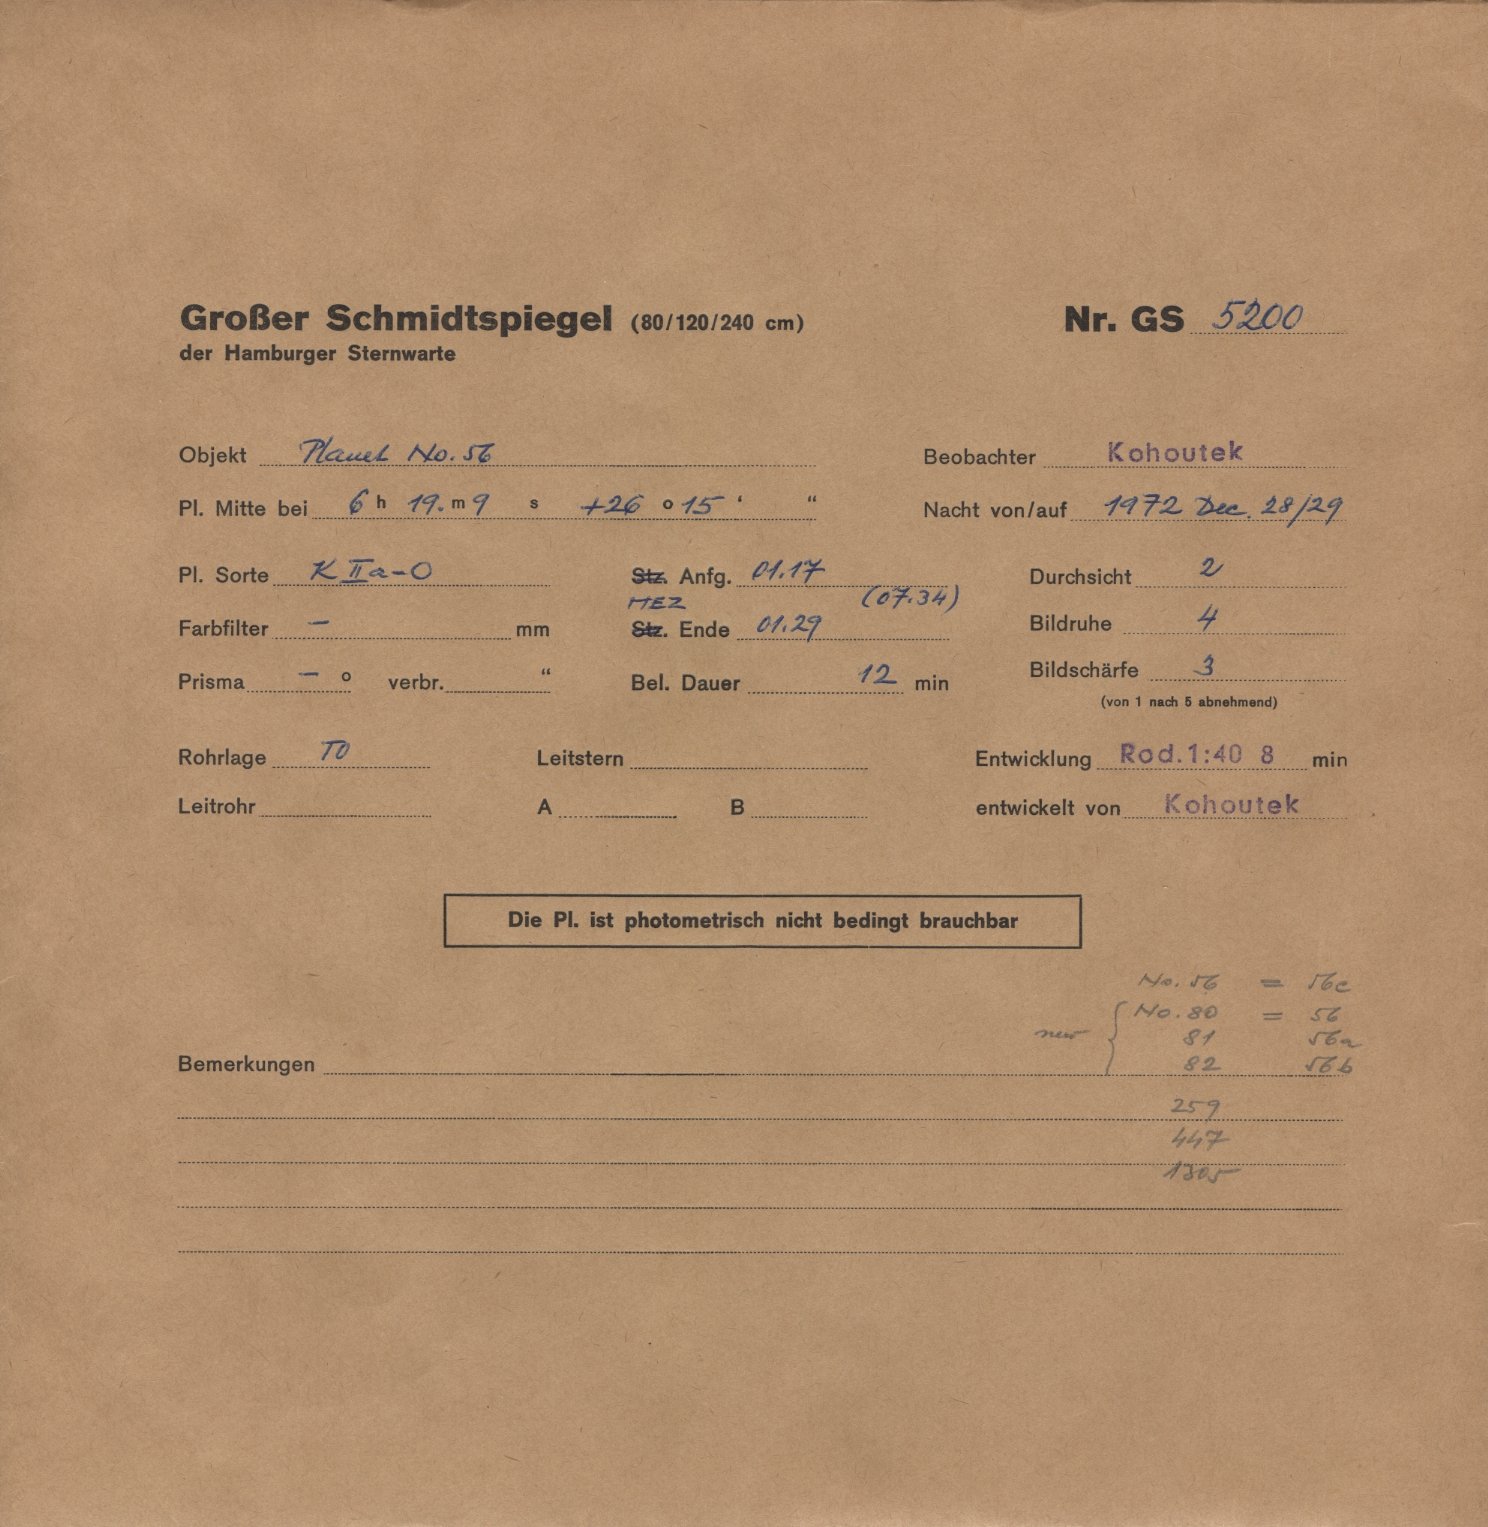 Großer Schmidtspiegel (80/120/240 cm) Nr. GS 5200
der Hamburger Sternwarte
Objekt Planet No. 56 Beobachter Kohoutek
Pl. Mitte bei 6 h 19. m 9 s +26 o 15 ‘ “ Nacht von/auf 1972 Dec. 28/29
Pl. Sorte K IIa-O Stz. Anfg. 01.17 Durchsicht 2
MEZ (07.34)
Farbfilter – mm Stz. Ende 01.29 Bildruhe 4
Prisma – o verbr. “ Bel. Dauer 12 min Bildschärfe 3
(von 1 nach 5 abnehmend)
Rohrlage TO Leitstern Entwicklung Rod. 1:40 8 min
Leitrohr A B entwickelt von Kohoutek
Die Pl. ist photometrisch nicht bedingt brauchbar
No. 56 = 56c
No. 80 = 56
neu { 81 56a
Bemerkungen 82 56b
259
447
1305